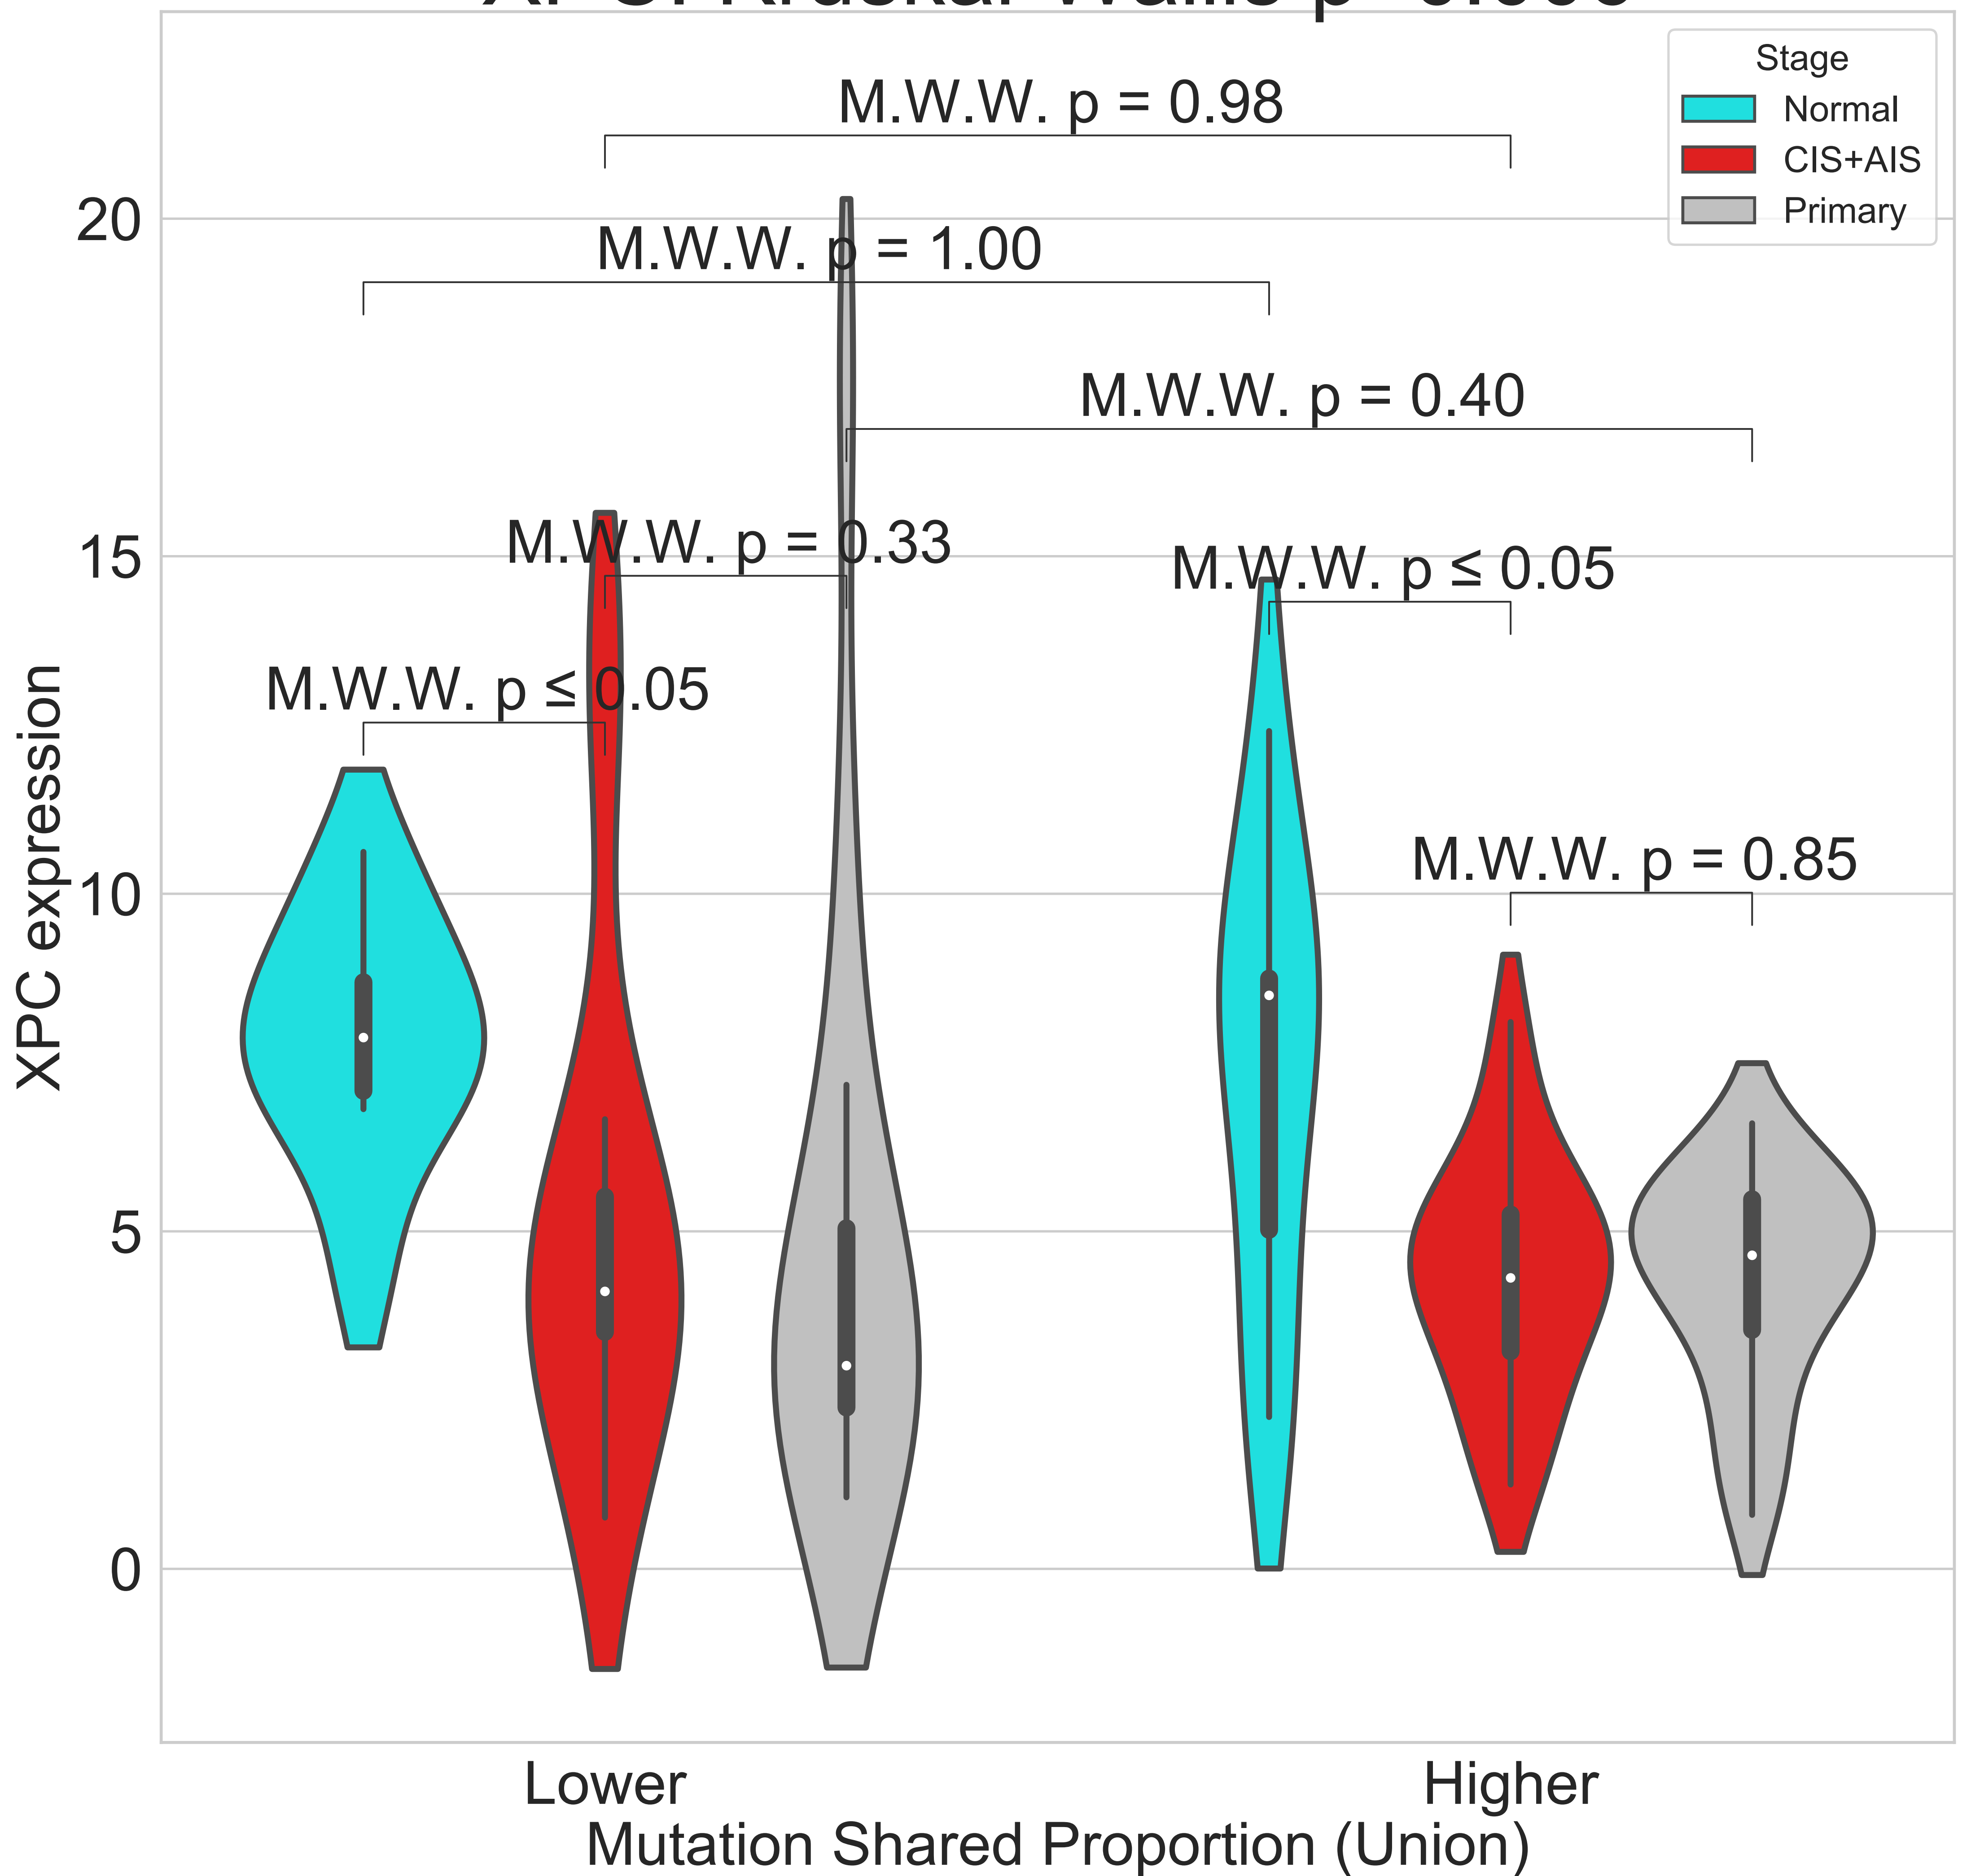 Stage
Normal
CIS+AIS
Primary
M.W.W. p = 0.98
M.W.W. p = 1.00
M.W.W. p = 0.40
M.W.W. p = 0.33
M.W.W. p ≤ 0.05
M.W.W. p ≤ 0.05
M.W.W. p = 0.85
20
15
10
5
0
XPC expression
Lower
Higher
Mutation Shared Proportion (Union)